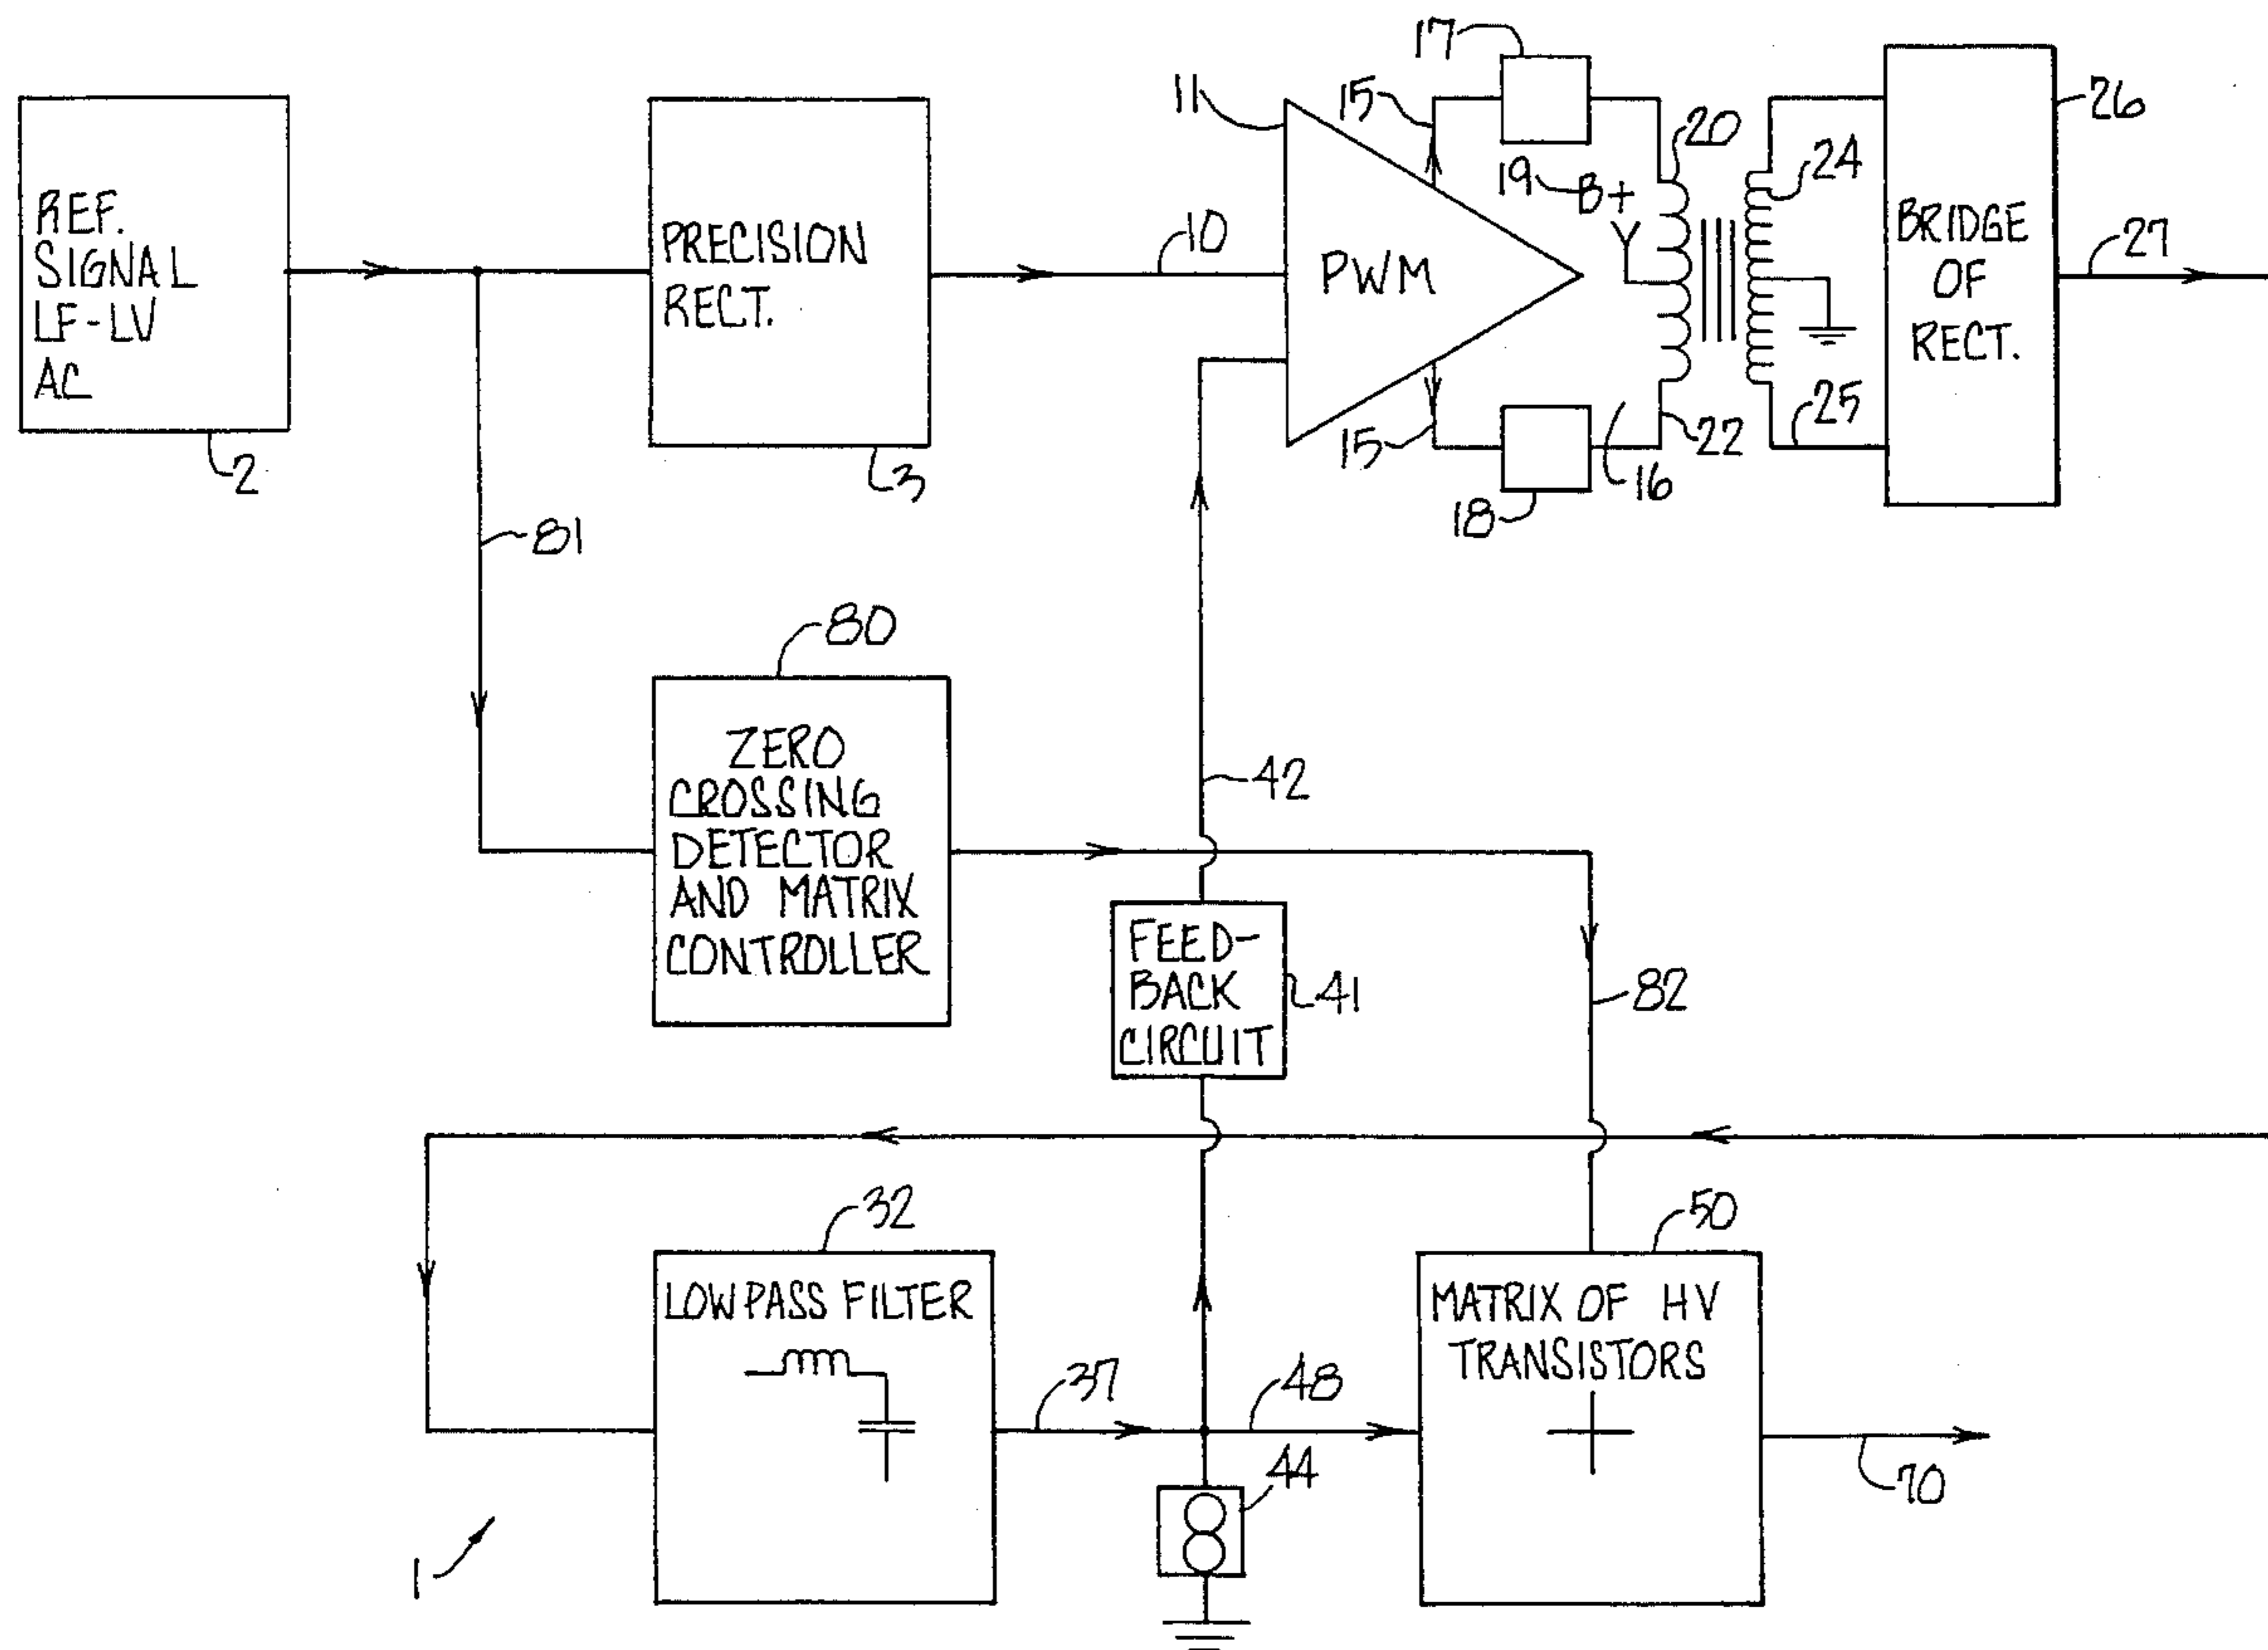 REF.
SIGNAL
LF-LV
AC
2
PRECISION
RECT.
3
10
11
PWM
15
15
17
18
19 B+
16
20
22
24
25
BRIDGE
OF
RECT.
26
27
81
80
ZERO
CROSSING
DETECTOR
AND MATRIX
CONTROLLER
42
FEED-
BACK
CIRCUIT
41
82
32
LOW PASS FILTER
37
48
44
50
MATRIX OF HV
TRANSISTORS
70
1